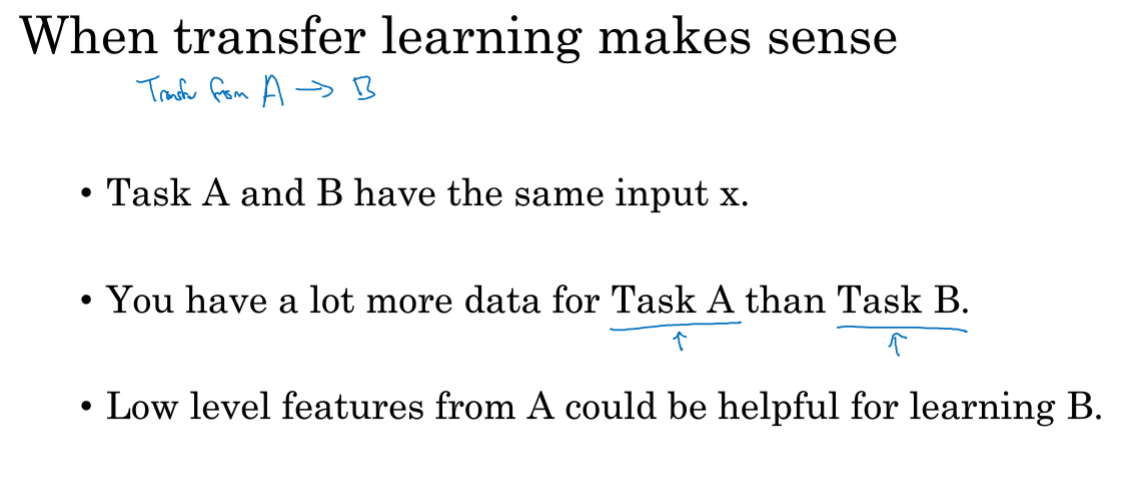 When transfer learning makes sense
Transfer from A → B
• Task A and B have the same input x.
• You have a lot more data for Task A than Task B.
↑ ↑
• Low level features from A could be helpful for learning B.